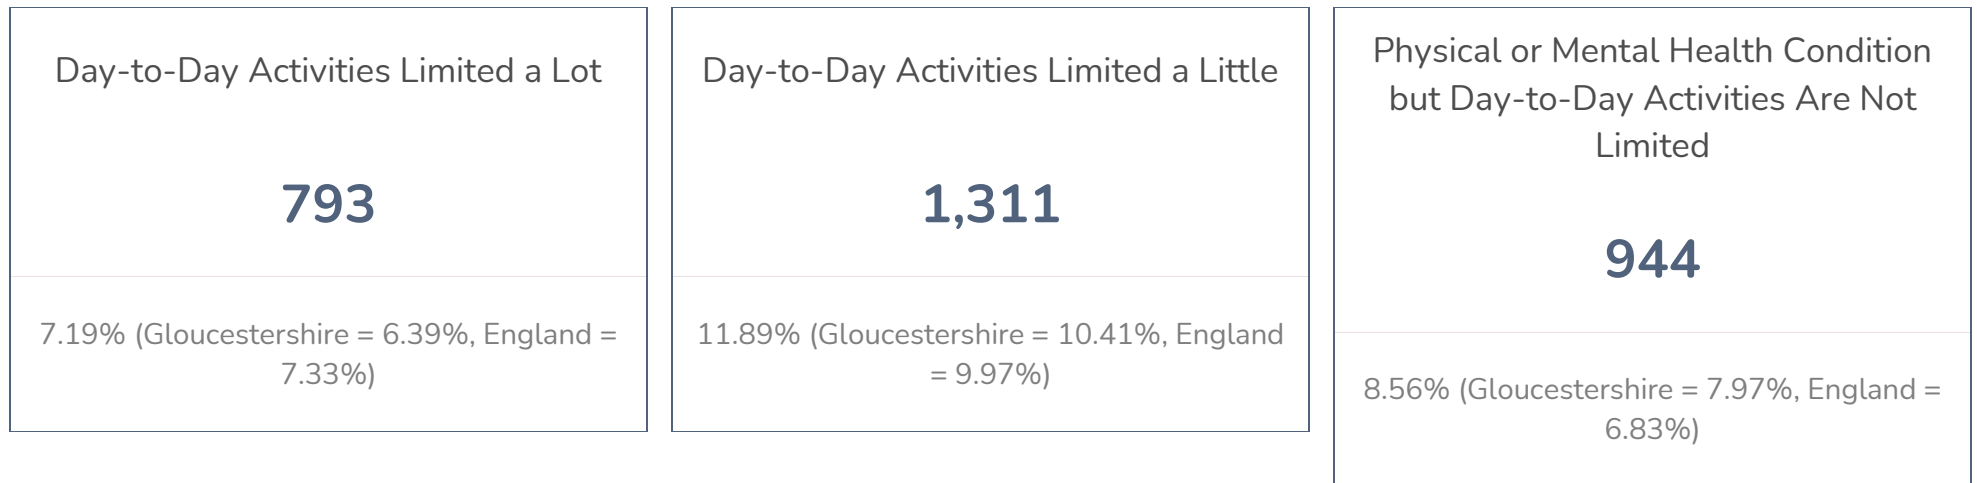 Day-to-Day Activities Limited a Lot
793
7.19% (Gloucestershire = 6.39%, England =
7.33%)
Day-to-Day Activities Limited a Little
1,311
11.89% (Gloucestershire = 10.41%, England
= 9.97%)
Physical or Mental Health Condition
but Day-to-Day Activities Are Not
Limited
944
8.56% (Gloucestershire = 7.97%, England =
6.83%)